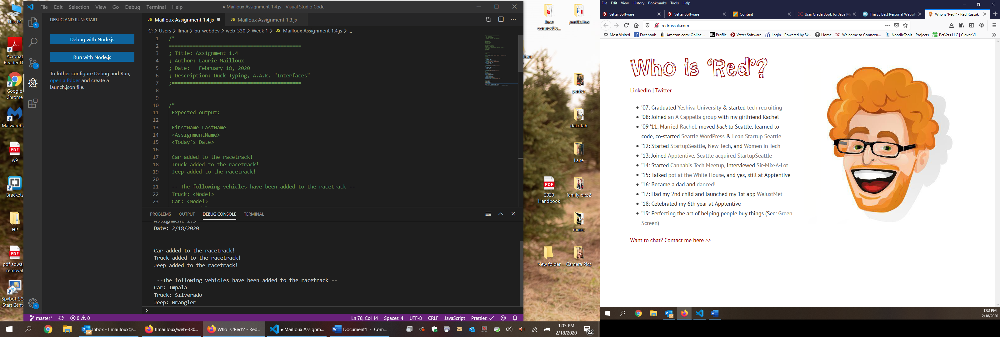 This PC
Acrobat
Reader D
Google
Chrome
Malwareby
PDF
w9
Brackets
HP
PDF
pdf adwar
removal
Spybot-S&
Start Cent
File Edit Selection View Go Debug Terminal Help
● Mailloux Assignment 1.4.js - Visual Studio Code
DEBUG AND RUN: START
Debug with Node.js
Run with Node.js
To futher configure Debug and Run,
open a folder and create a
launch.json file.
1
10
1
JS Mailloux Assignment 1.4.js ●
JS Mailloux Assignment 1.3.js
C: > Users > llmai > bu-webdev > web-330 > Week 1 > JS Mailloux Assignment 1.4.js > ...
1 /*
2 ============================================
3 ; Title: Assignment 1.4
4 ; Author: Laurie Mailloux
5 ; Date:   February 18, 2020
6 ; Description: Duck Typing, A.A.K. "Interfaces"
7 ;===========================================
8
9
10 /*
11 Expected output:
12
13 FirstName LastName
14 <AssignmentName>
15 <Today's Date>
16
17 Car added to the racetrack!
18 Truck added to the racetrack!
19 Jeep added to the racetrack!
20
21 -- The following vehicles have been added to the racetrack --
22 Truck: <Model>
23 Car: <Model>
PROBLEMS OUTPUT DEBUG CONSOLE TERMINAL
Assignment 1.3
Date: 2/18/2020
Car added to the racetrack!
Truck added to the racetrack!
Jeep added to the racetrack!
--The following vehicles have been added to the racetrack --
Car: Impala
Truck: Silverado
Jeep: Wrangler
master* 0 0
Ln 78, Col 14 Spaces: 4 UTF-8 CRLF JavaScript Prettier: ✓
Inbox - llmailloux@...
llmailloux/web-330...
Who is 'Red'? - Red...
● Mailloux Assignm...
Document1 - Com...
1:03 PM
2/18/2020
22
Jace
connectio...
portfolios
lient
parker
dakotah
Lane
PDF
2020
Handbook
family pics2
music
New folder
Camera Pics
File Edit View History Bookmarks Tools Help
Vetter Software
Vetter Software
Content
User Grade Book for Jace M
The 35 Best Personal Website
Who is 'Red'? - Red Russak
redrussak.com
Most Visited Facebook Amazon.com: Online ... Bb Profile Vetter Software Login - Powered by Sk... Home Welcome to Connexu... NoodleTools - Projects PetVets LLC | Clover Vi...
Who is 'Red'?
LinkedIn | Twitter
• '07: Graduated Yeshiva University & started tech recruiting
• '08: Joined an A Cappella group with my girlfriend Rachel
• '09-'11: Married Rachel, moved back to Seattle, learned to
code, co-started Seattle WordPress & Lean Startup Seattle
• '12: Started StartupSeattle, New Tech, and Women in Tech
• '13: Joined Apptentive, Seattle acquired StartupSeattle
• '14: Started Cannabis Tech Meetup, Interviewed Sir-Mix-A-Lot
• '15: Talked pot at the White House, and yes, still at Apptentive
• '16: Became a dad and danced!
• '17: Had my 2nd child and launched my 1st app WeJustMet
• '18: Celebrated my 6th year at Apptentive
• '19: Perfecting the art of helping people buy things (See: Green
Screen)
Want to chat? Contact me here >>
1:03 PM
2/18/2020